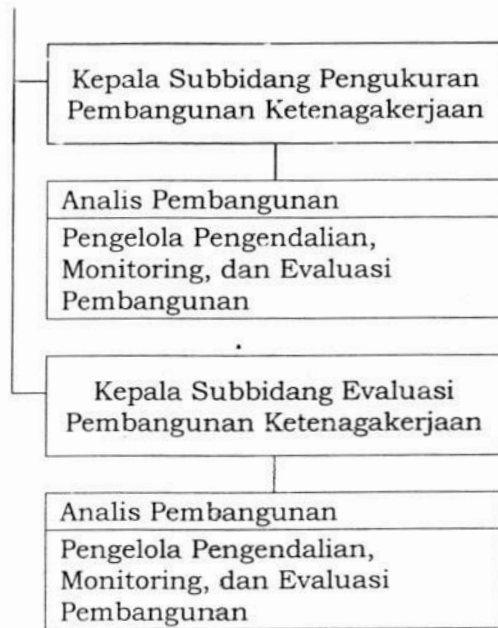 Kepala Subbidang Pengukuran
Pembangunan Ketenagakerjaan
Analis Pembangunan
Pengelola Pengendalian,
Monitoring, dan Evaluasi
Pembangunan
Kepala Subbidang Evaluasi
Pembangunan Ketenagakerjaan
Analis Pembangunan
Pengelola Pengendalian,
Monitoring, dan Evaluasi
Pembangunan